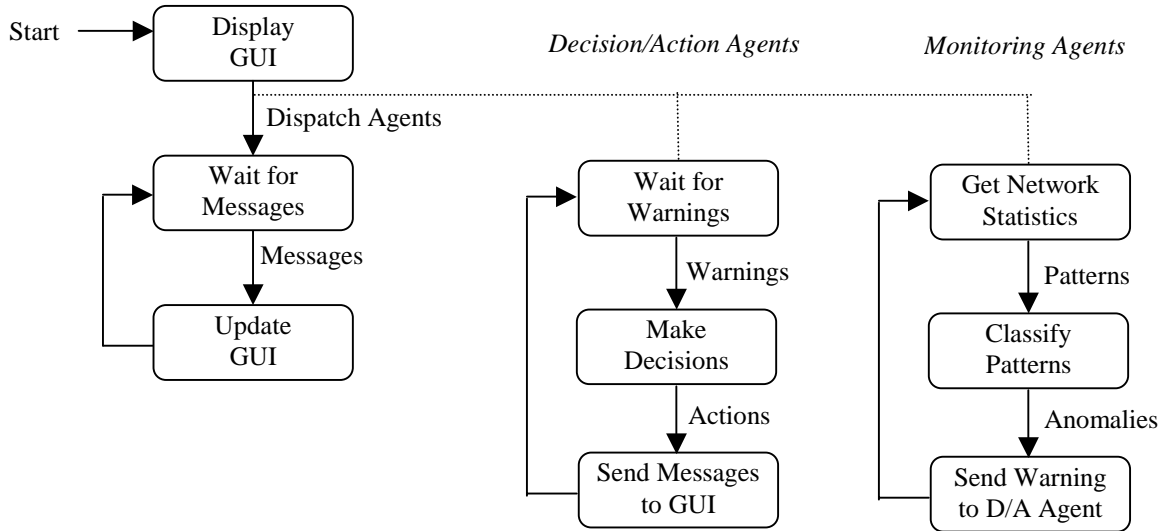 Start
Display
GUI
Decision/Action Agents
Monitoring Agents
Dispatch Agents
Wait for
Messages
Messages
Update
GUI
Wait for
Warnings
Warnings
Make
Decisions
Actions
Send Messages
to GUI
Get Network
Statistics
Patterns
Classify
Patterns
Anomalies
Send Warning
to D/A Agent